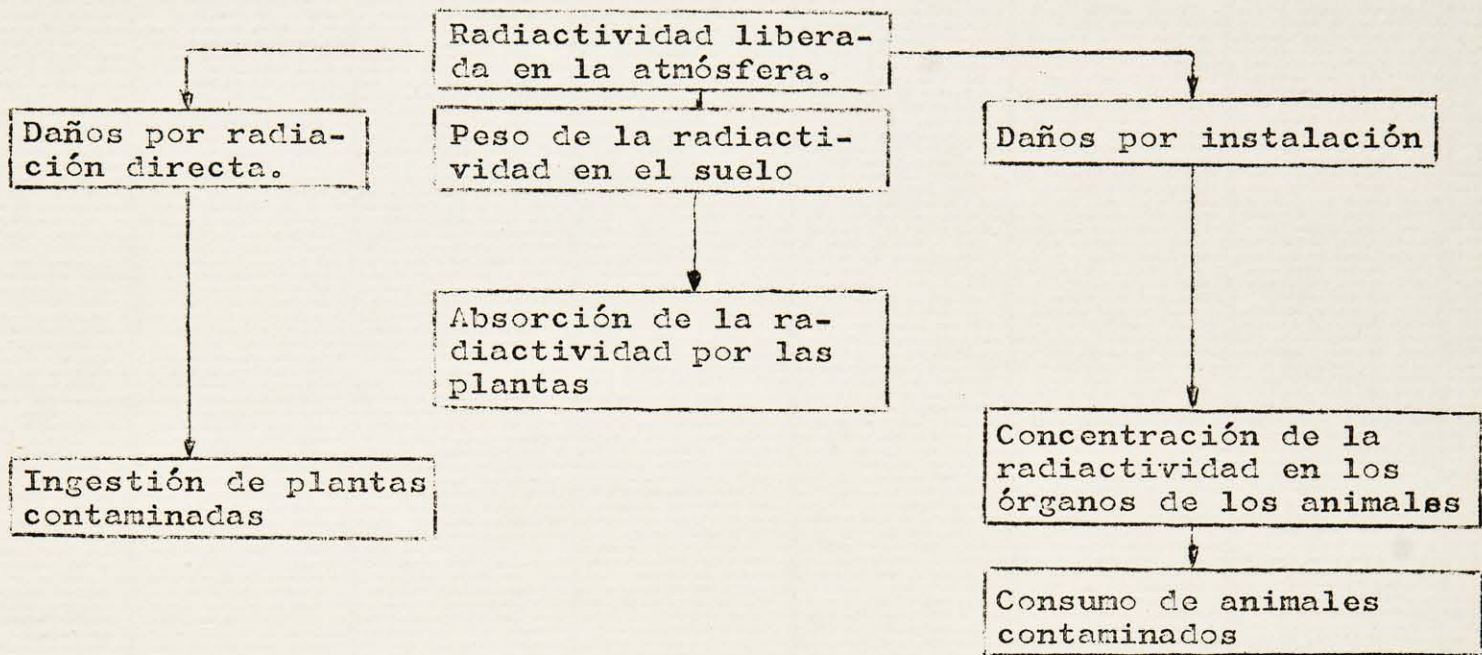 Radiactividad libera-
da en la atmósfera.
Daños por radia-
ción directa.
Peso de la radiacti-
vidad en el suelo
Daños por instalación
Absorción de la ra-
diactividad por las
plantas
Ingestión de plantas
contaminadas
Concentración de la
radiactividad en los
órganos de los animales
Consumo de animales
contaminados